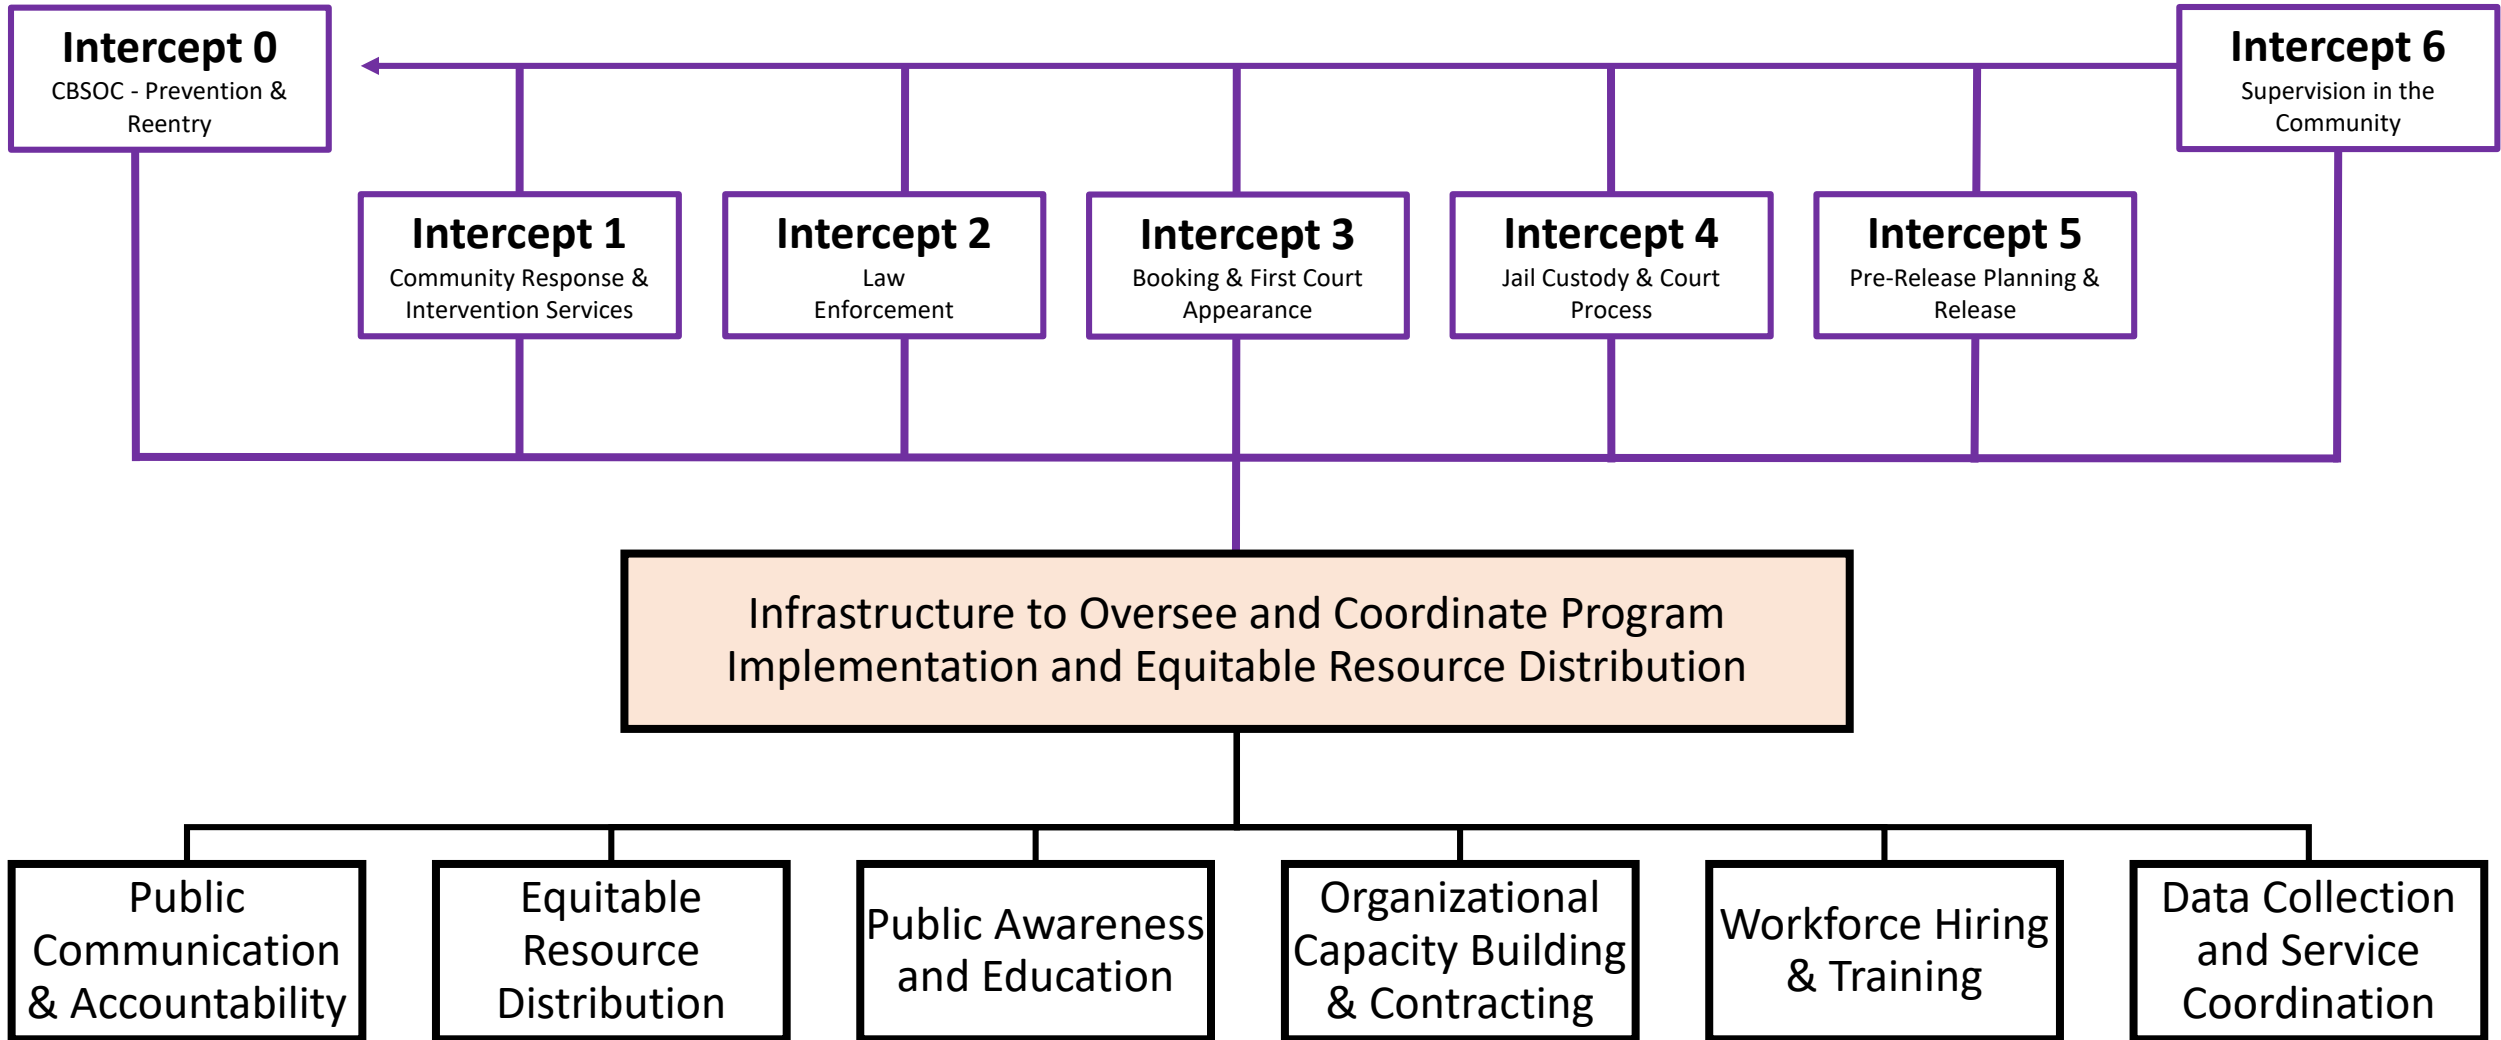 Intercept 0
CBSOC - Prevention &
Reentry
Intercept 6
Supervision in the
Community
Intercept 1
Community Response &
Intervention Services
Intercept 2
Law
Enforcement
Intercept 3
Booking & First Court
Appearance
Intercept 4
Jail Custody & Court
Process
Intercept 5
Pre-Release Planning &
Release
Infrastructure to Oversee and Coordinate Program
Implementation and Equitable Resource Distribution
Public
Communication
& Accountability
Equitable
Resource
Distribution
Public Awareness
and Education
Organizational
Capacity Building
& Contracting
Workforce Hiring
& Training
Data Collection
and Service
Coordination